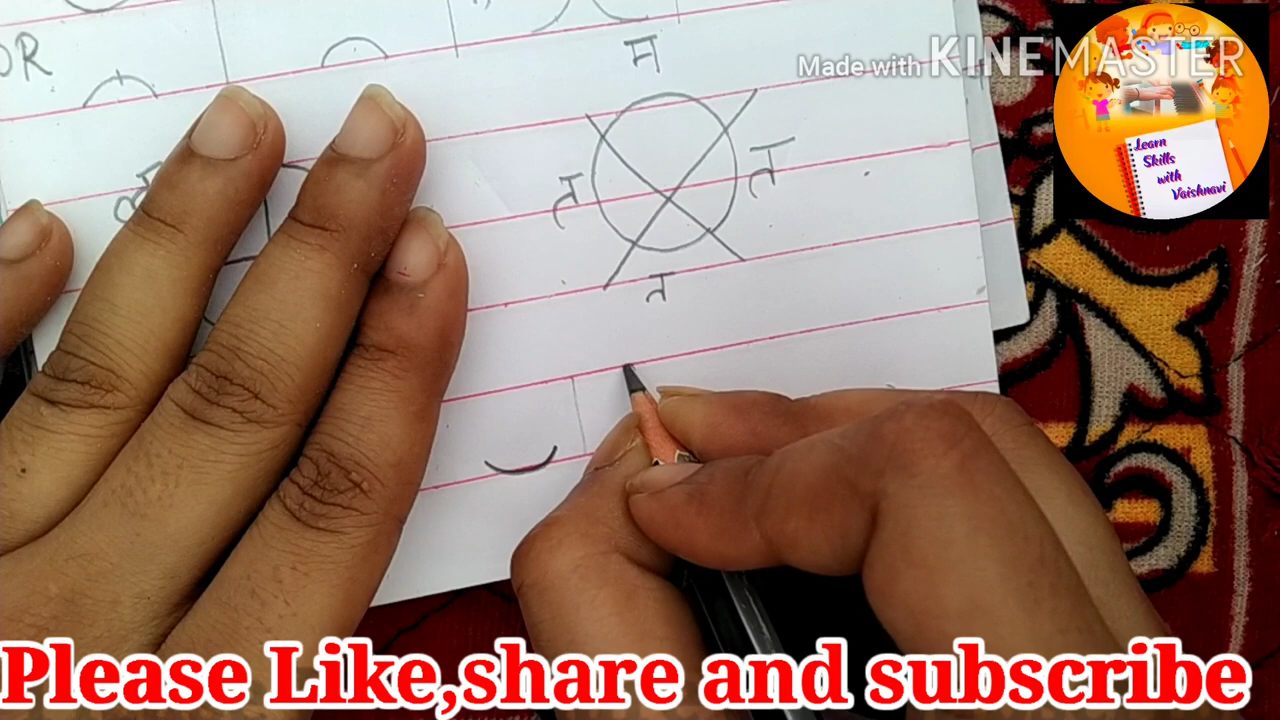 OR
म
Made with KINEMASTER
Learn
Skills
with
Vaishnavi
त
न
न
Please Like,share and subscribe